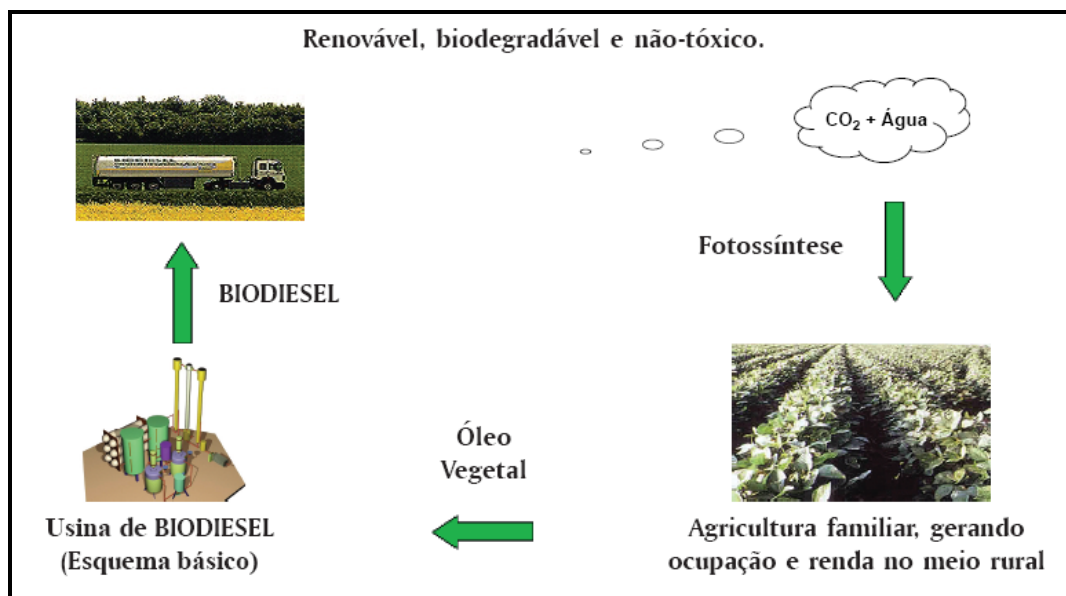 Renovável, biodegradável e não-tóxico.
CO₂ + Água
Fotossíntese
BIODIESEL
BIODIESEL
Óleo
Vegetal
Usina de BIODIESEL
(Esquema básico)
Agricultura familiar, gerando
ocupação e renda no meio rural